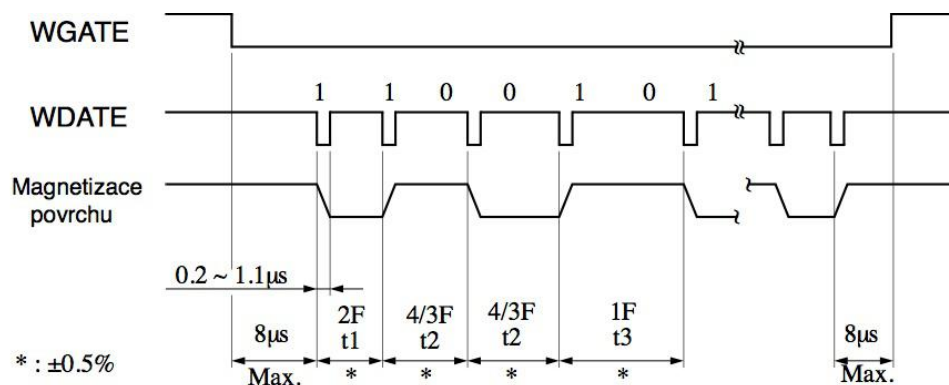 WGATE
1 1 0 0 1 0 1
WDATE
Magnetizace
povrchu
0.2 ~ 1.1µs
2F 4/3F 4/3F 1F
8µs t1 t2 t2 t3 8µs
* : ±0.5%
Max. * * * * Max.